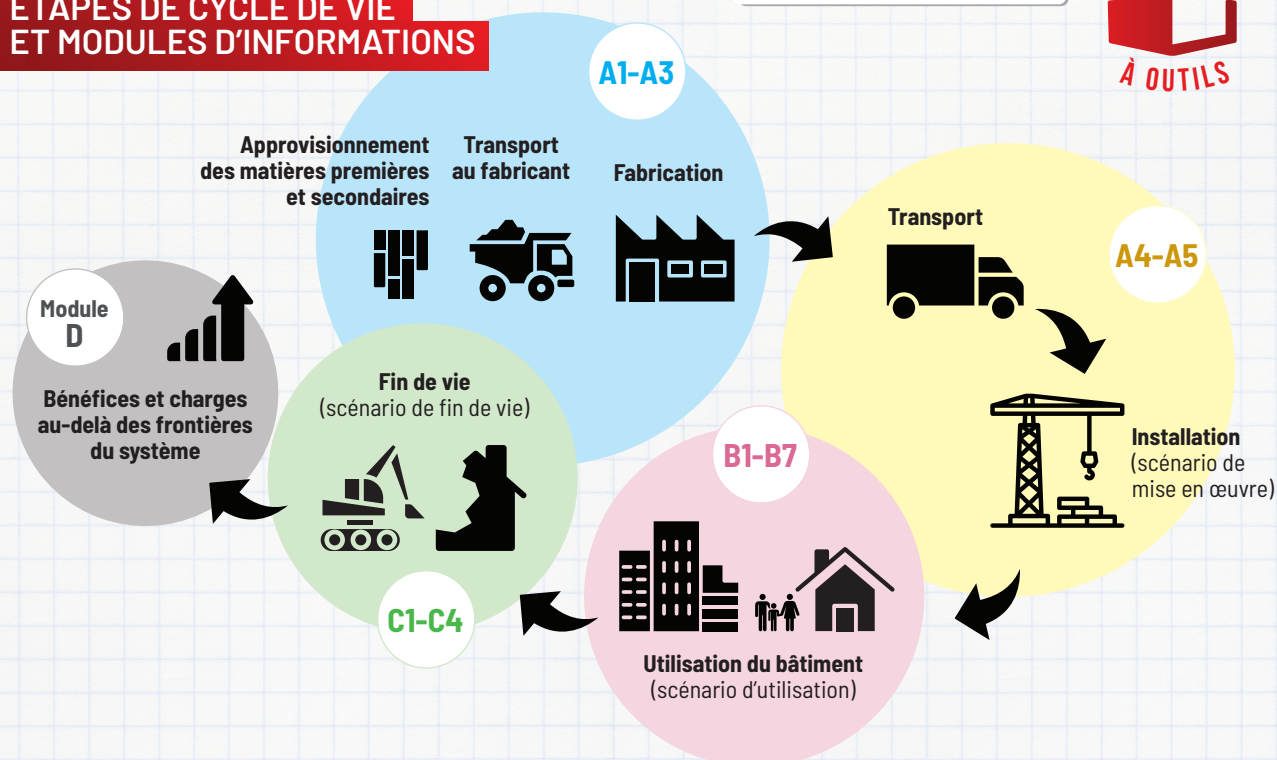 ÉTAPES DE CYCLE DE VIE
ET MODULES D'INFORMATIONS
À OUTILS
A1-A3
Approvisionnement
des matières premières
et secondaires
Transport
au fabricant
Fabrication
Transport
A4-A5
Installation
(scénario de
mise en œuvre)
B1-B7
Utilisation du bâtiment
(scénario d'utilisation)
Fin de vie
(scénario de fin de vie)
C1-C4
Module
D
Bénéfices et charges
au-delà des frontières
du système